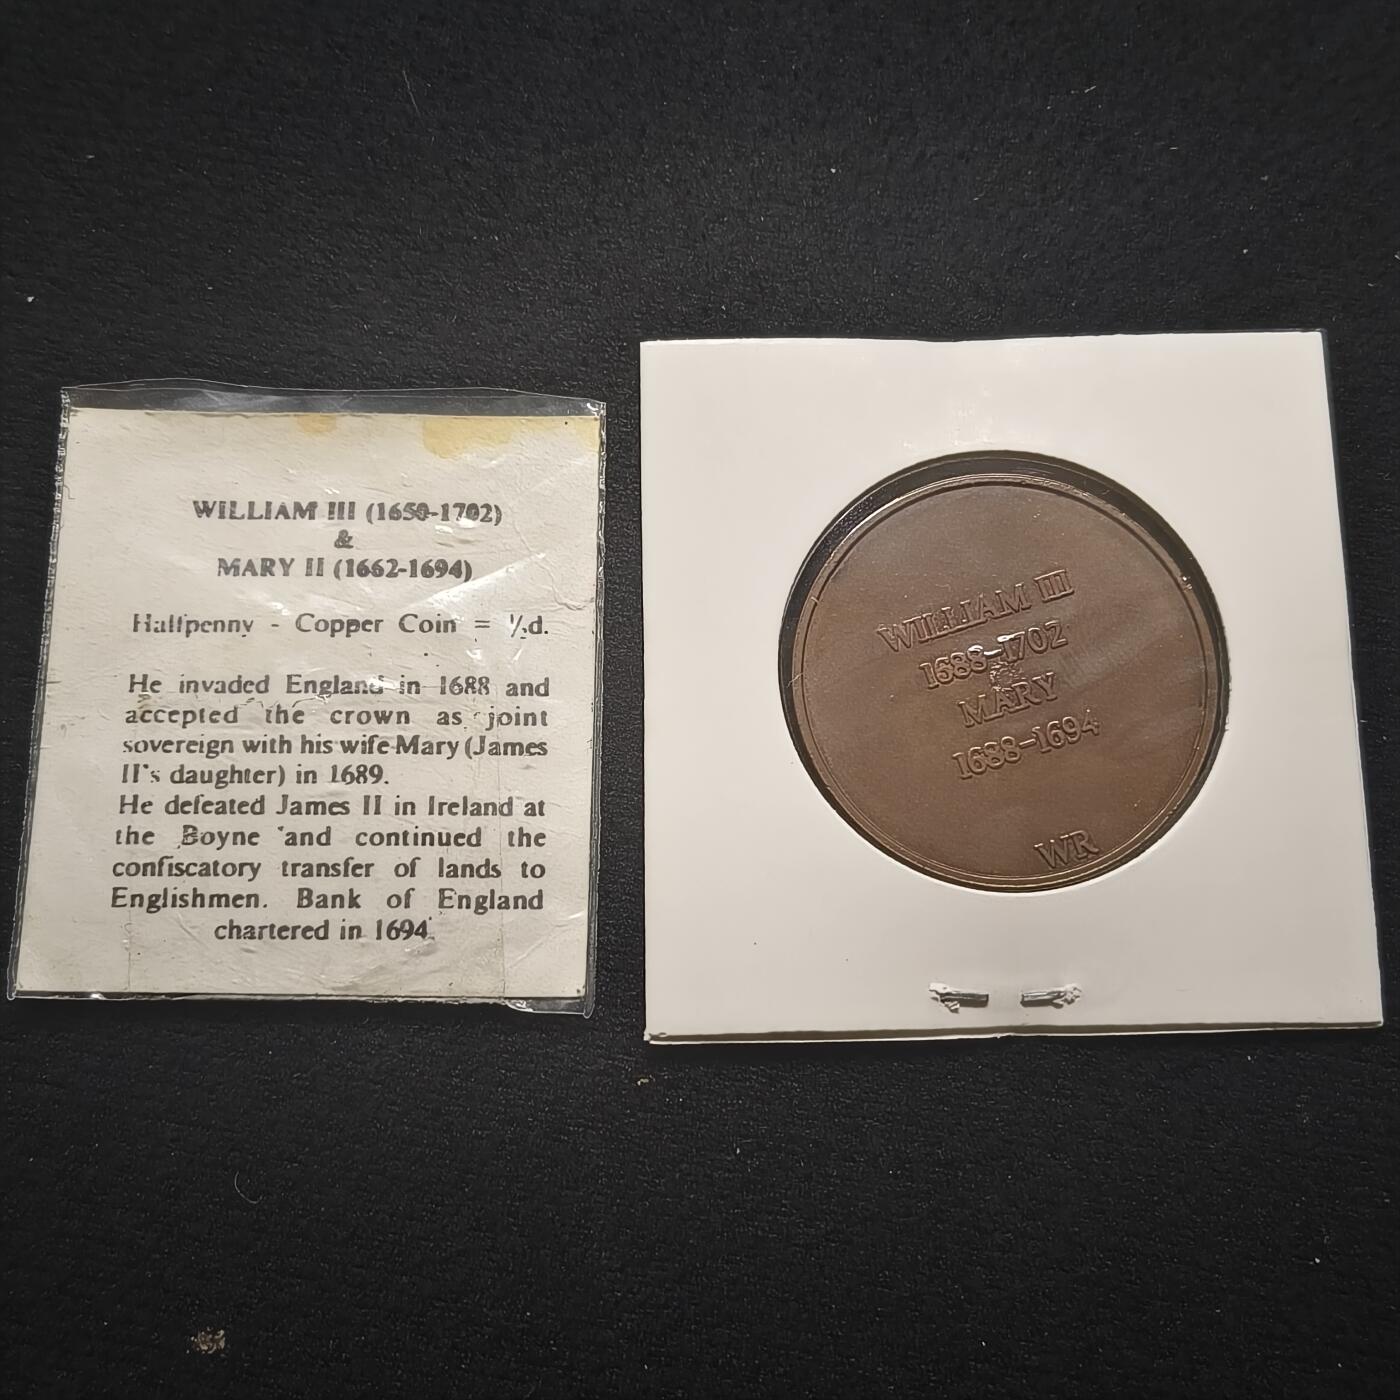 WILLIAM III (1650-1702)
&
MARY II (1662-1694)
Halfpenny - Copper Coin = ½d.
He invaded England in 1688 and
accepted the crown as joint
sovereign with his wife Mary (James
II's daughter) in 1689.
He defeated James II in Ireland at
the Boyne and continued the
confiscatory transfer of lands to
Englishmen. Bank of England
chartered in 1694.
WILLIAM III
1688-1702
MARY
1688-1694
WR